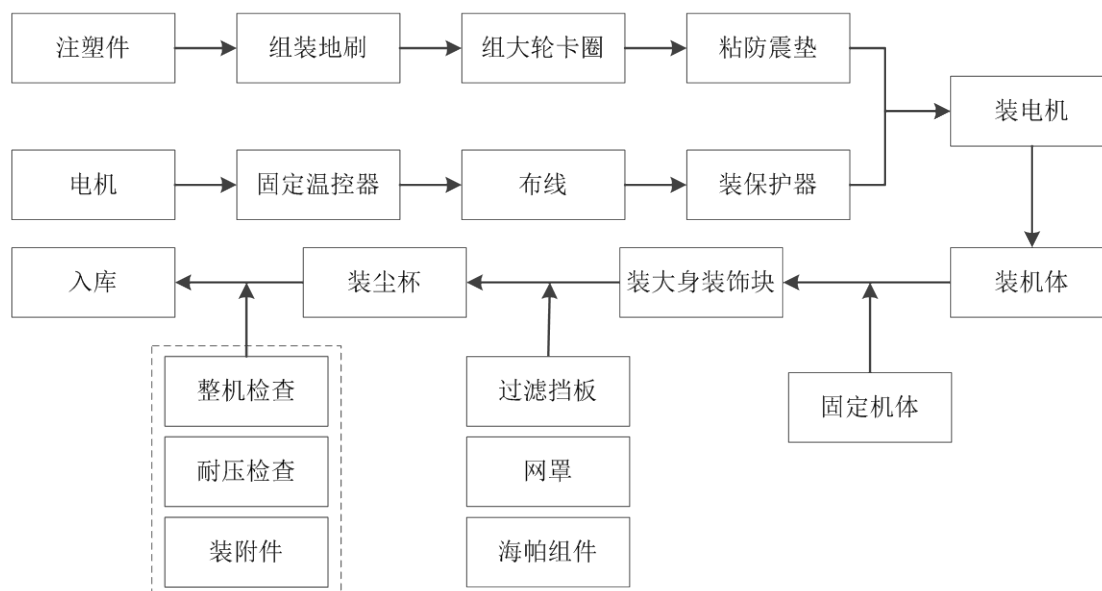 注塑件
组装地刷
组大轮卡圈
粘防震垫
装电机
电机
固定温控器
布线
装保护器
入库
装尘杯
装大身装饰块
装机体
整机检查
过滤挡板
固定机体
耐压检查
网罩
装附件
海帕组件